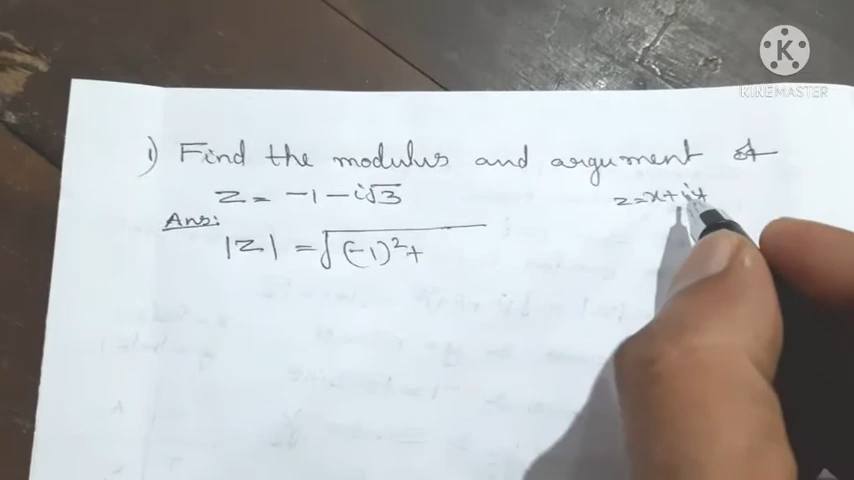 K
KINEMASTER
1) Find the modulus and argument of
z = -1 - i√3
z=x+iy
Ans:
|z| = √(-1)²+